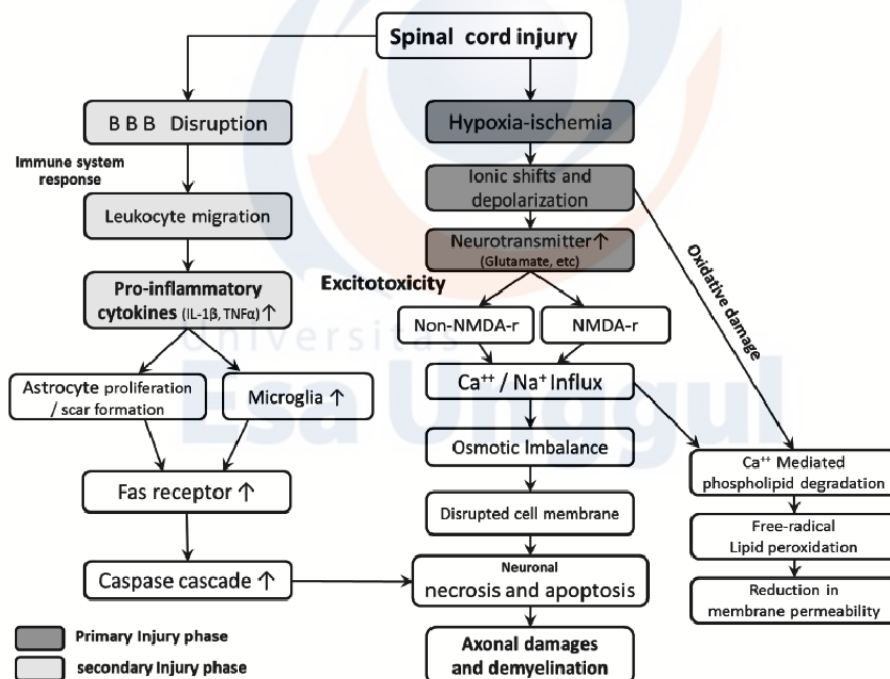 Spinal cord injury
B B B Disruption
Immune system
response
Leukocyte migration
Pro-inflammatory
cytokines (IL-1β, TNFα) ↑
Astrocyte proliferation
/ scar formation
Microglia ↑
Fas receptor ↑
Caspase cascade ↑
Hypoxia-ischemia
Ionic shifts and
depolarization
Neurotransmitter ↑
(Glutamate, etc)
Excitotoxicity
Non-NMDA-r
NMDA-r
Ca⁺⁺ / Na⁺ Influx
Osmotic Imbalance
Disrupted cell membrane
Neuronal
necrosis and apoptosis
Axonal damages
and demyelination
Oxidative damage
Ca⁺⁺ Mediated
phospholipid degradation
Free-radical
Lipid peroxidation
Reduction in
membrane permeability
Primary Injury phase
secondary Injury phase
Universitas
Esa Unggul